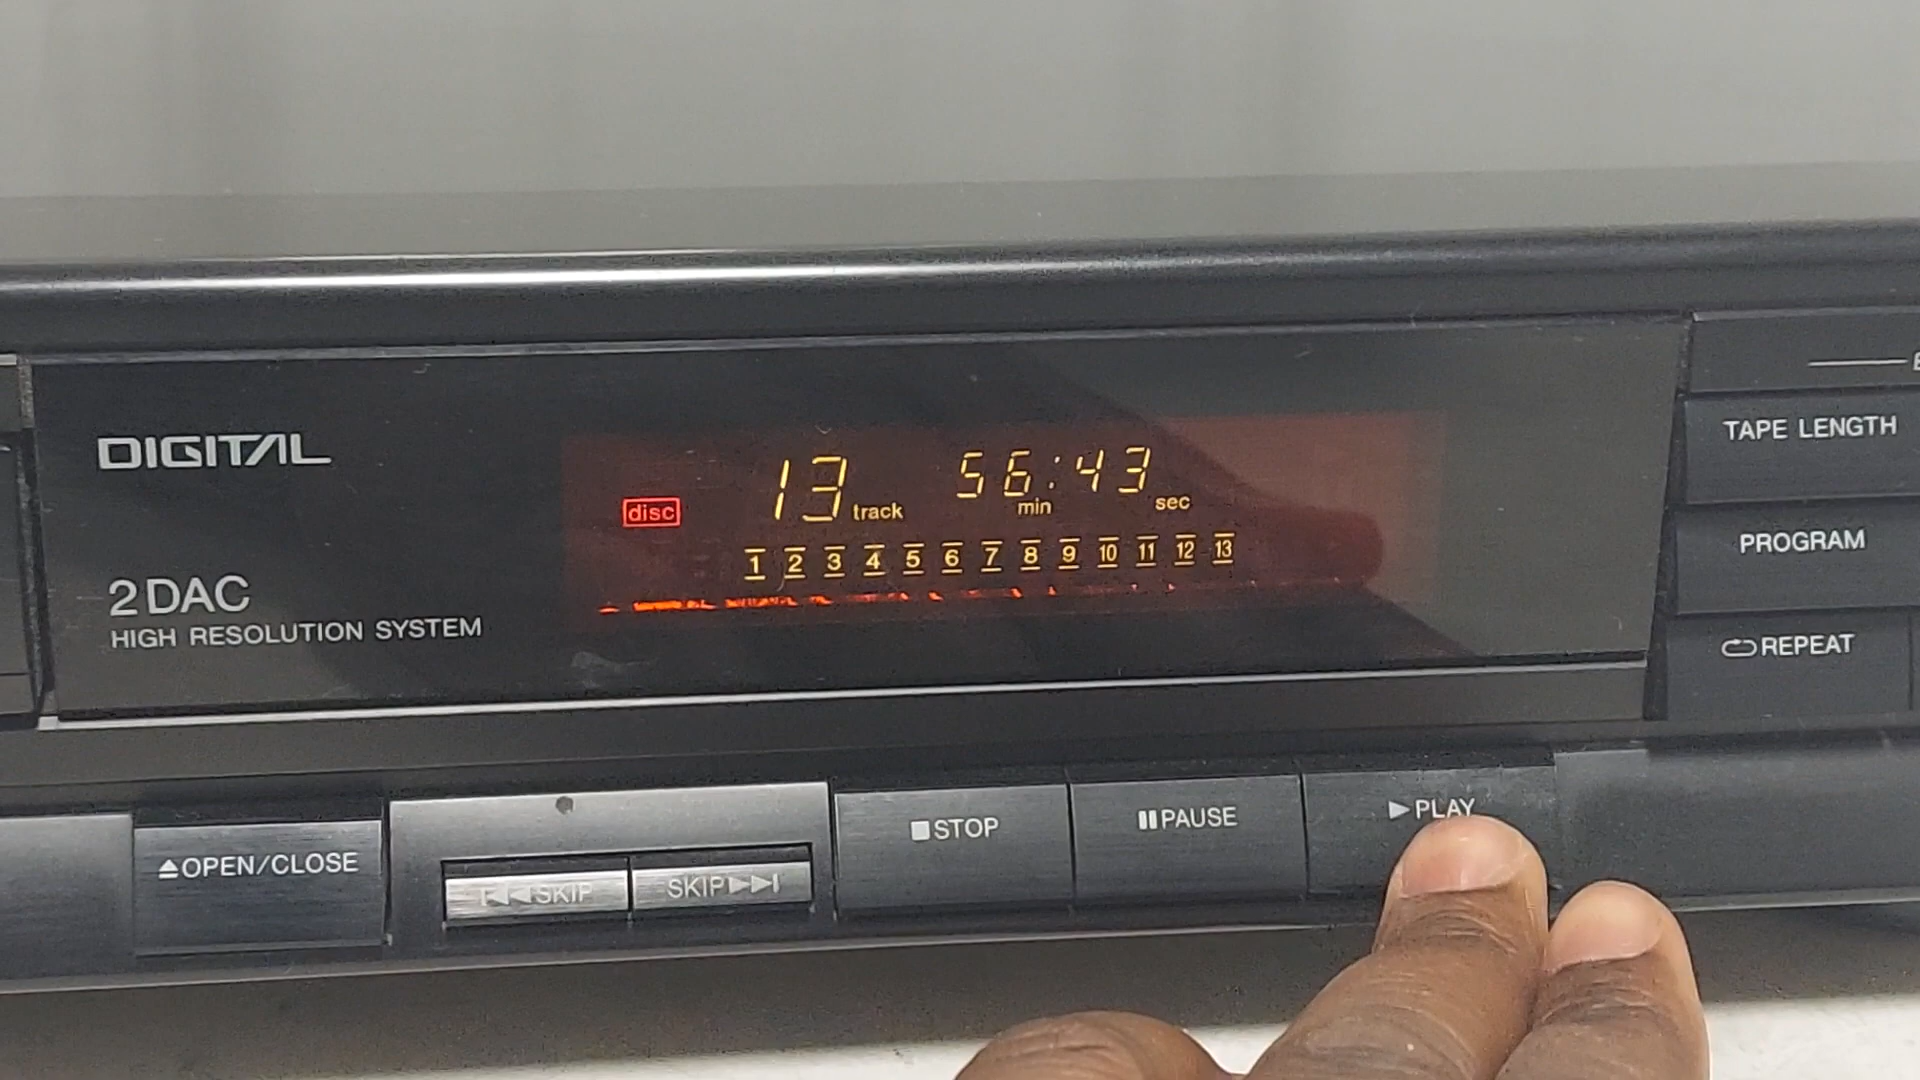 DIGITAL
disc
13 track 56:43 min sec
1 2 3 4 5 6 7 8 9 10 11 12 13
2 DAC
HIGH RESOLUTION SYSTEM
TAPE LENGTH
PROGRAM
REPEAT
OPEN/CLOSE
SKIP
SKIP
STOP
PAUSE
PLAY